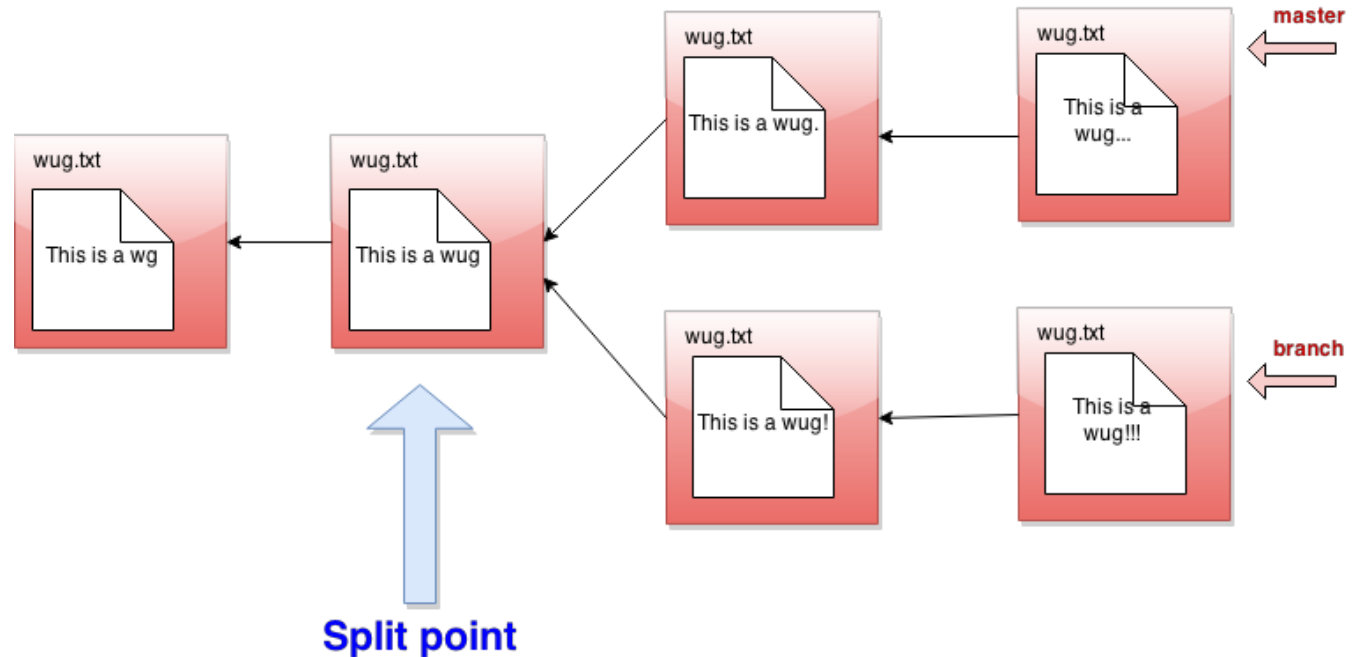 master
wug.txt
This is a wug.
wug.txt
This is a
wug...
wug.txt
This is a wg
wug.txt
This is a wug
wug.txt
This is a wug!
wug.txt
This is a
wug!!!
branch
Split point